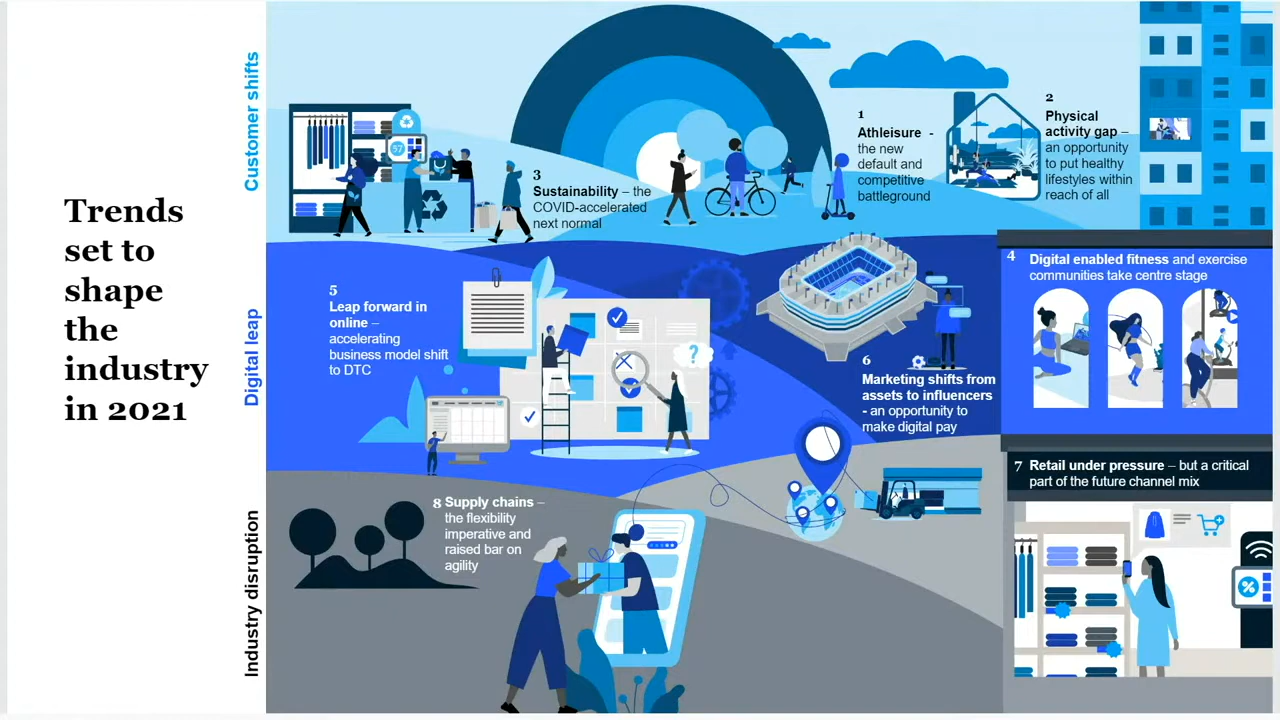 Trends
set to
shape
the
industry
in 2021
Customer shifts
Digital leap
Industry disruption
1
Athleisure -
the new
default and
competitive
battleground
2
Physical
activity gap –
an opportunity
to put healthy
lifestyles within
reach of all
3
Sustainability – the
COVID-accelerated
next normal
57
4 Digital enabled fitness and exercise
communities take centre stage
5
Leap forward in
online –
accelerating
business model shift
to DTC
?
6
Marketing shifts from
assets to influencers
- an opportunity to
make digital pay
7 Retail under pressure – but a critical
part of the future channel mix
8 Supply chains –
the flexibility
imperative and
raised bar on
agility
%